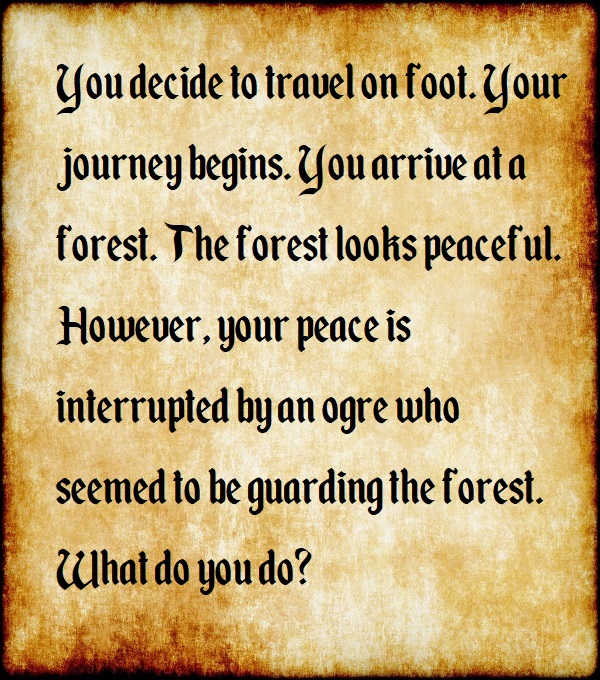 You decide to travel on foot. Your
journey begins. You arrive at a
forest. The forest looks peaceful.
However, your peace is
interrupted by an ogre who
seemed to be guarding the forest.
What do you do?